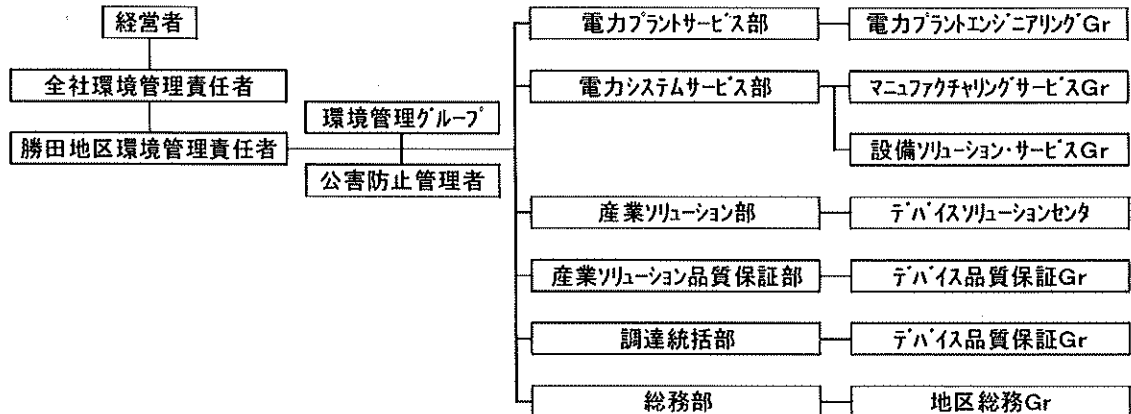 経営者
全社環境管理責任者
勝田地区環境管理責任者
環境管理ｸﾞﾙｰﾌﾟ
公害防止管理者
電力ﾌﾟﾗﾝﾄｻｰﾋﾞｽ部
電力ﾌﾟﾗﾝﾄｴﾝｼﾞﾆｱﾘﾝｸﾞGr
電力ｼｽﾃﾑｻｰﾋﾞｽ部
ﾏﾆｭﾌｧｸﾁｬﾘﾝｸﾞｻｰﾋﾞｽGr
設備ｿﾘｭｰｼｮﾝ･ｻｰﾋﾞｽGr
産業ｿﾘｭｰｼｮﾝ部
ﾃﾞﾊﾞｲｽｿﾘｭｰｼｮﾝｾﾝﾀ
産業ｿﾘｭｰｼｮﾝ品質保証部
ﾃﾞﾊﾞｲｽ品質保証Gr
調達統括部
ﾃﾞﾊﾞｲｽ品質保証Gr
総務部
地区総務Gr